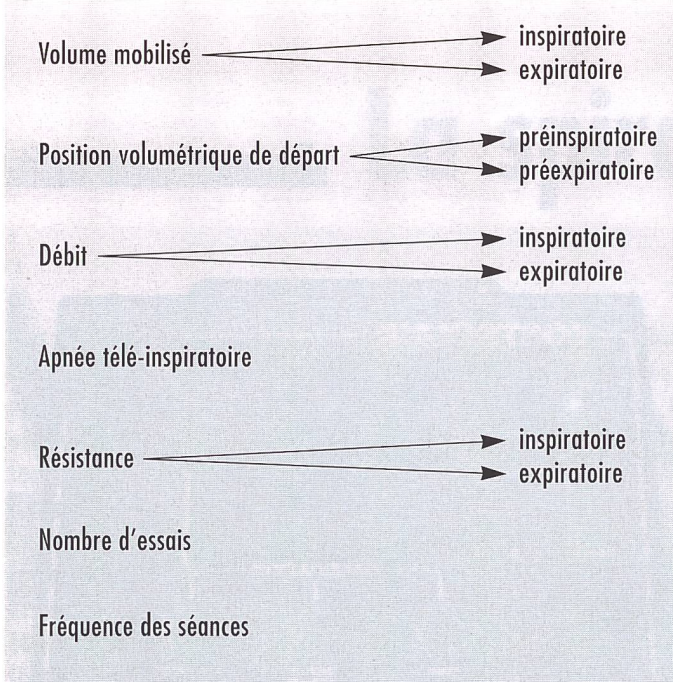 Volume mobilisé
inspiratoire
expiratoire
Position volumétrique de départ
préinspiratoire
préexpiratoire
Débit
inspiratoire
expiratoire
Apnée télé-inspiratoire
Résistance
inspiratoire
expiratoire
Nombre d'essais
Fréquence des séances